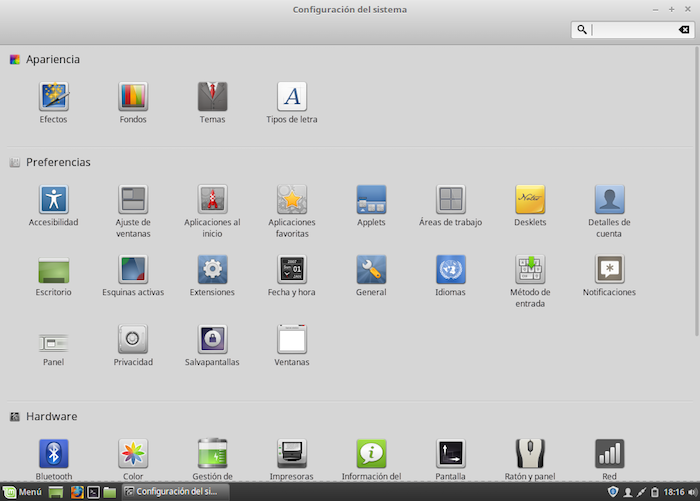 Configuración del sistema
Apariencia
Efectos
Fondos
Temas
Tipos de letra
Preferencias
Accesibilidad
Ajuste de
ventanas
Aplicaciones al
inicio
Aplicaciones
favoritas
Applets
Áreas de trabajo
Desklets
Detalles de
cuenta
Escritorio
Esquinas activas
Extensiones
Fecha y hora
General
Idiomas
Método de
entrada
Notificaciones
Panel
Privacidad
Salvapantallas
Ventanas
Hardware
Bluetooth
Color
Gestión de
Impresoras
Información del
Pantalla
Ratón y panel
Red
Menú
Configuración del si...
18:16